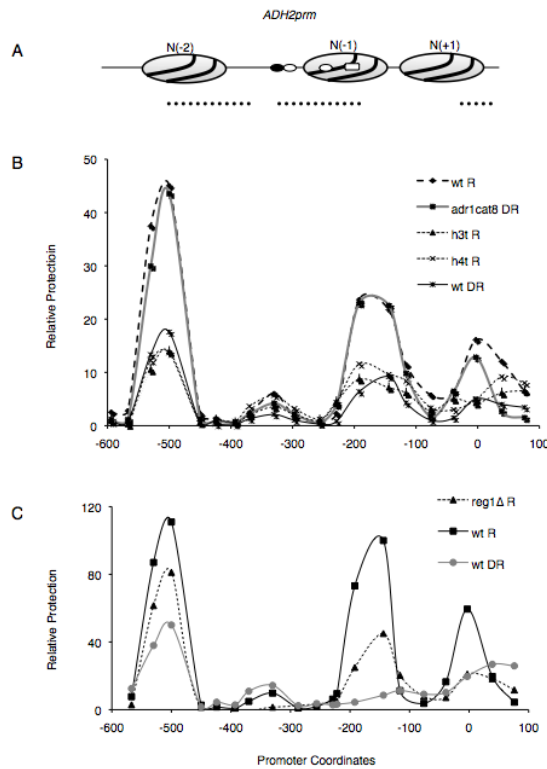 ADH2prm
A
N(-2)
N(-1)
N(+1)
B
50
40
30
20
10
0
Relative Protectioin
-600
-500
-400
-300
-200
-100
0
100
wt R
adr1cat8 DR
h3t R
h4t R
wt DR
C
120
80
40
0
Relative Protection
-600
-500
-400
-300
-200
-100
0
100
reg1Δ R
wt R
wt DR
Promoter Coordinates